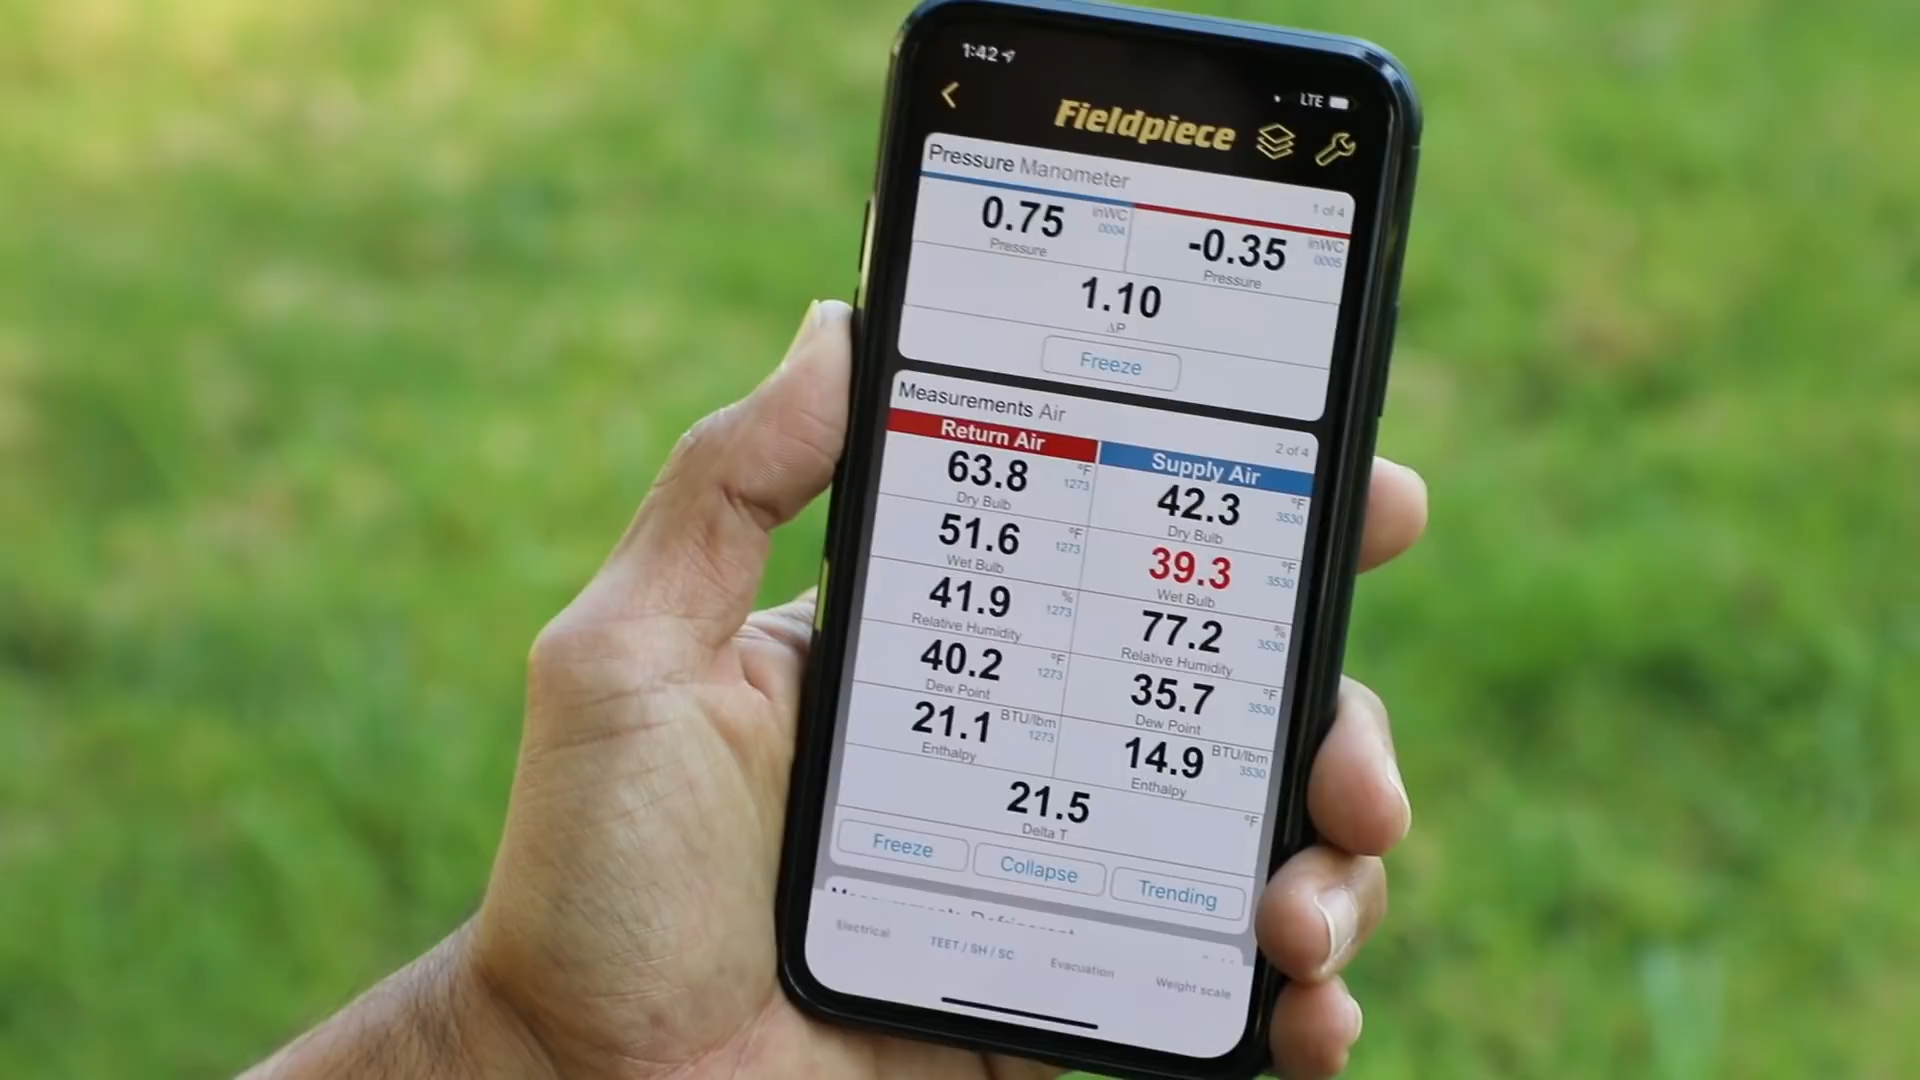 1:42
LTE
Fieldpiece
Pressure Manometer
1 of 4
0.75 inWC 0004
Pressure
-0.35 inWC 0005
Pressure
1.10
ΔP
Freeze
Measurements Air
2 of 4
Return Air
Supply Air
63.8 °F 1273
Dry Bulb
42.3 °F 3530
Dry Bulb
51.6 °F 1273
Wet Bulb
39.3 °F 3530
Wet Bulb
41.9 % 1273
Relative Humidity
77.2 % 3530
Relative Humidity
40.2 °F 1273
Dew Point
35.7 °F 3530
Dew Point
21.1 BTU/lbm 1273
Enthalpy
14.9 BTU/lbm 3530
Enthalpy
21.5 °F
Delta T
Freeze Collapse Trending
Electrical TEET / SH / SC Evacuation Weight scale